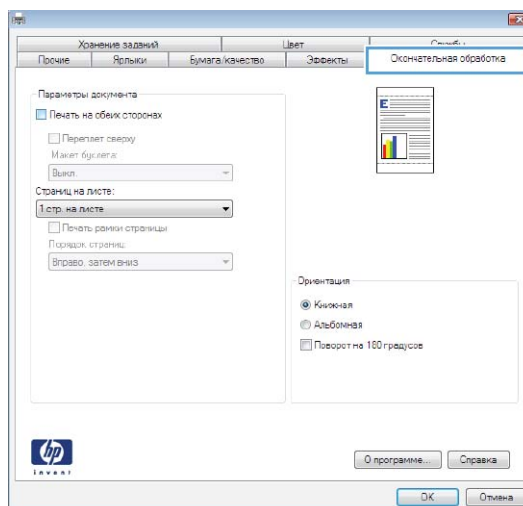 Хранение заданий
Цвет
Службы
Прочие
Ярлыки
Бумага/качество
Эффекты
Окончательная обработка
Параметры документа
Печать на обеих сторонах
Переплет сверху
Макет буклета:
Выкл.
Страниц на листе:
1 стр. на листе
Печать рамки страницы
Порядок страниц:
Вправо, затем вниз
E
Ориентация
Книжная
Альбомная
Поворот на 180 градусов
hp
invent
О программе...
Справка
OK
Отмена